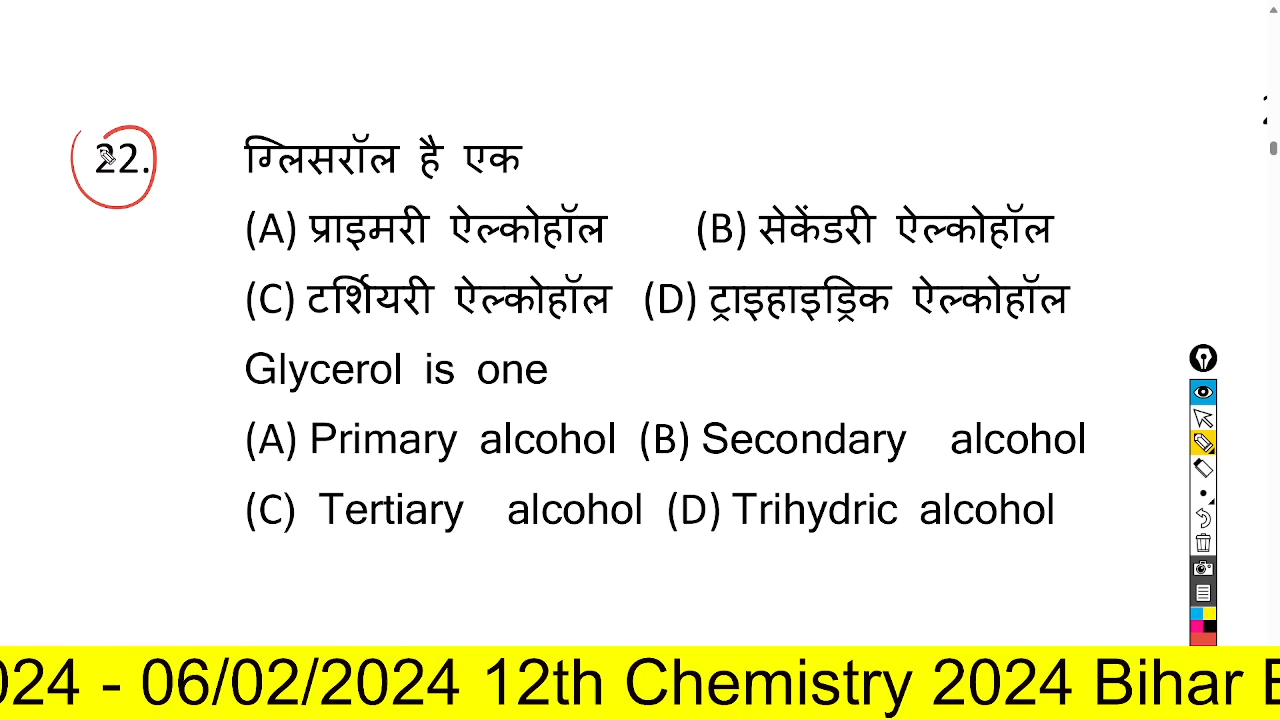 22. ग्लिसरॉल है एक
(A) प्राइमरी ऐल्कोहॉल (B) सेकेंडरी ऐल्कोहॉल
(C) टर्शियरी ऐल्कोहॉल (D) ट्राइहाइड्रिक ऐल्कोहॉल
Glycerol is one
(A) Primary alcohol (B) Secondary alcohol
(C) Tertiary alcohol (D) Trihydric alcohol
024 - 06/02/2024 12th Chemistry 2024 Bihar